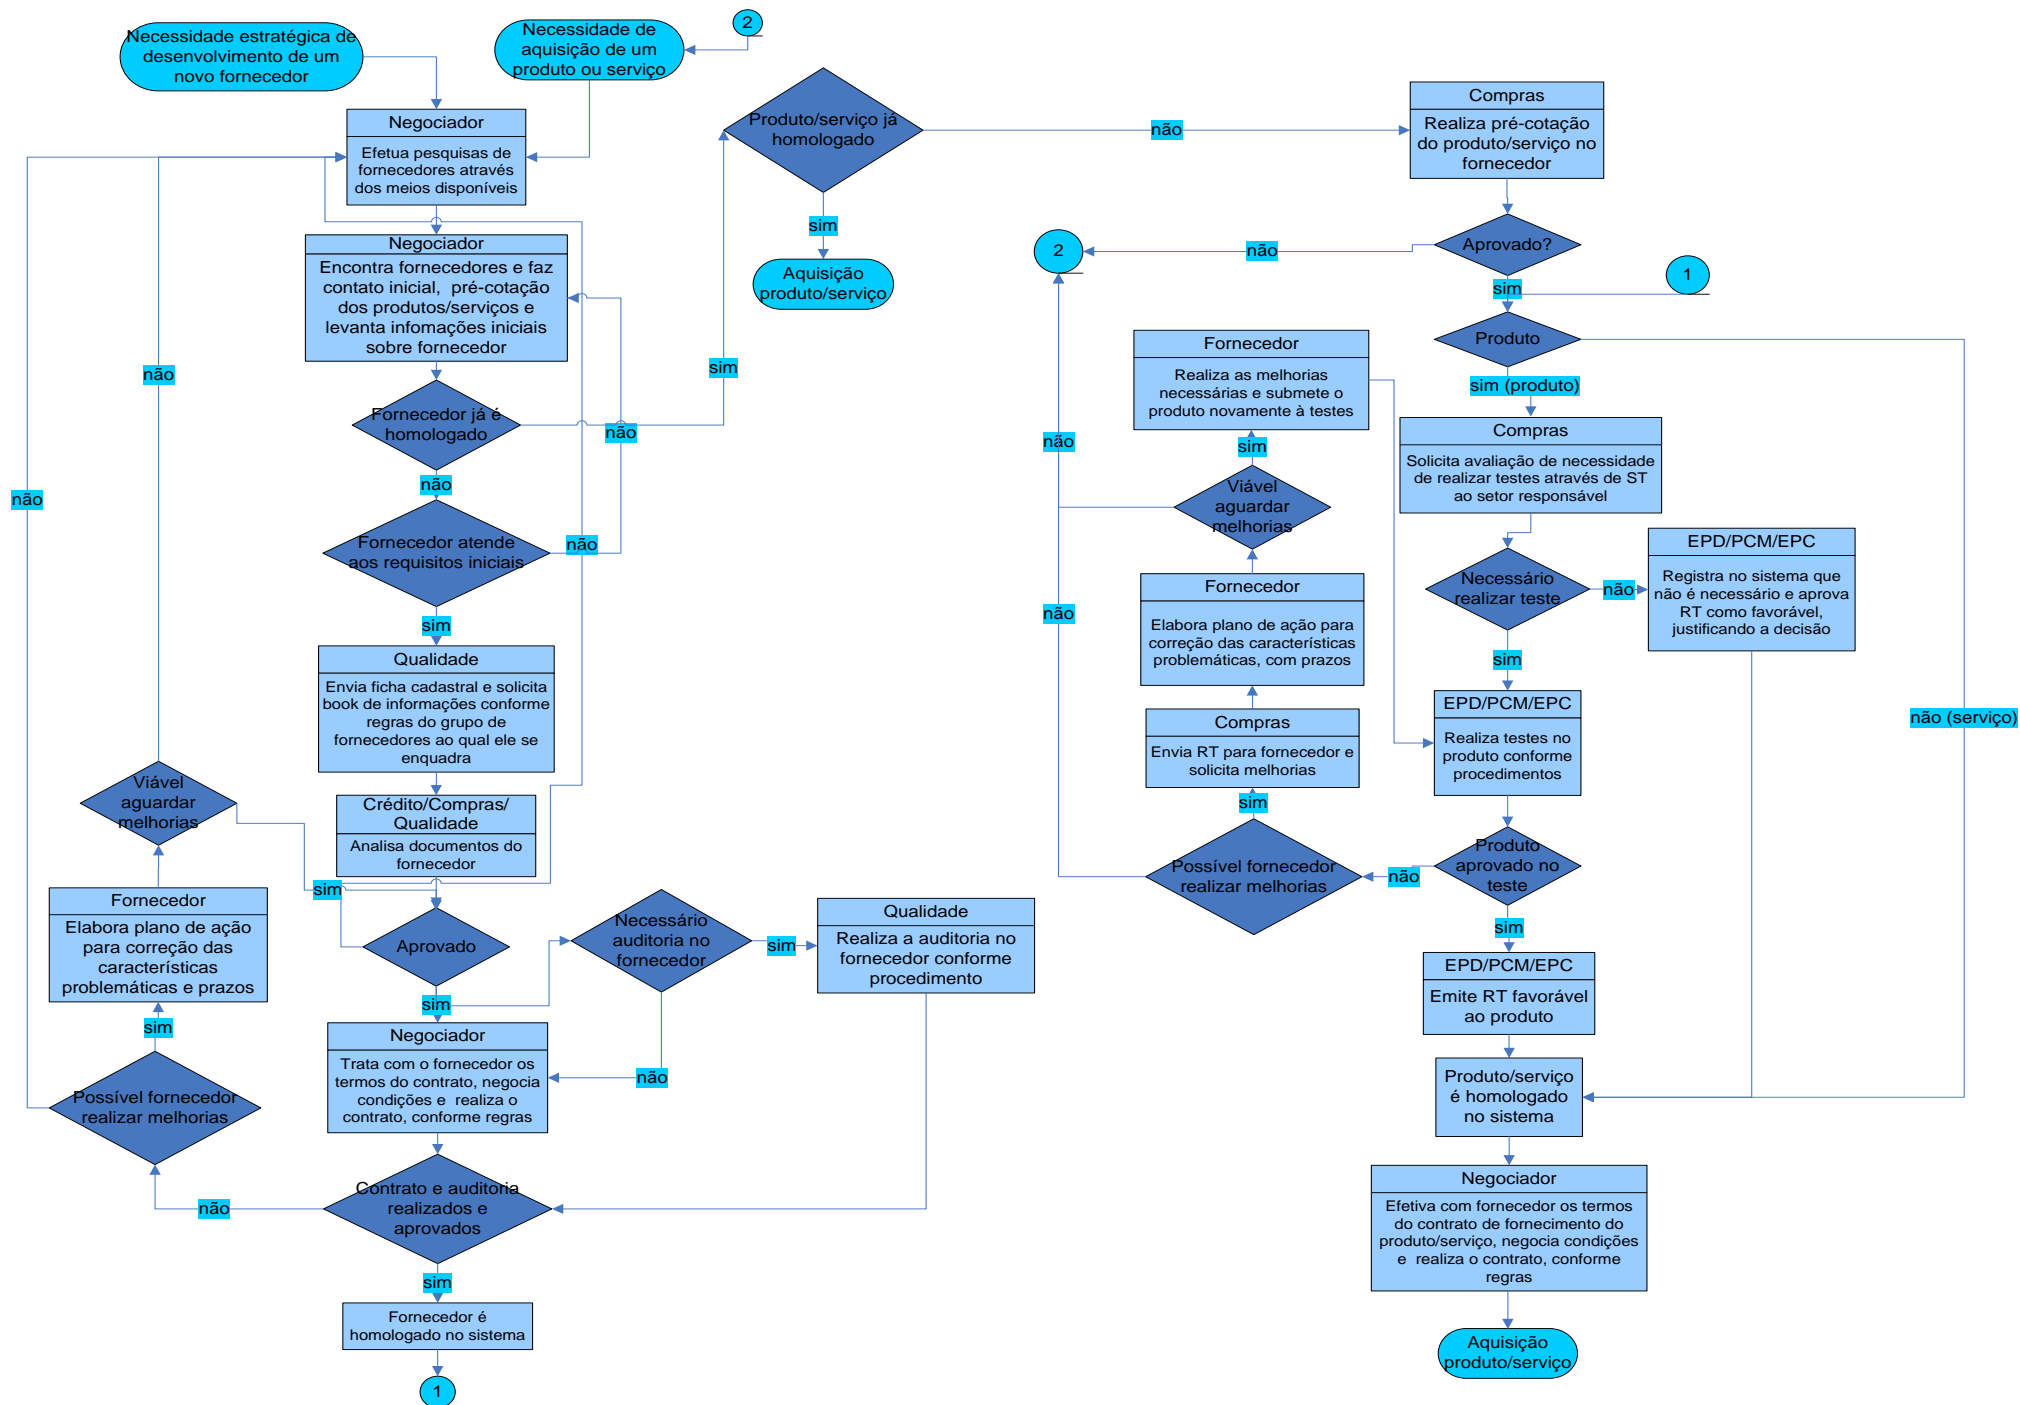 Necessidade estratégica de
desenvolvimento de um
novo fornecedor
Necessidade de
aquisição de um
produto ou serviço
2
Negociador
Efetua pesquisas de
fornecedores através
dos meios disponíveis
Negociador
Encontra fornecedores e faz
contato inicial, pré-cotação
dos produtos/serviços e
levanta infomações iniciais
sobre fornecedor
Fornecedor já é
homologado
não
sim
não
Fornecedor atende
aos requisitos iniciais
não
não
não
sim
Qualidade
Envia ficha cadastral e solicita
book de informações conforme
regras do grupo de
fornecedores ao qual ele se
enquadra
Crédito/Compras/
Qualidade
Analisa documentos do
fornecedor
Viável
aguardar
melhorias
sim
Aprovado
sim
Necessário
auditoria no
fornecedor
sim
não
Qualidade
Realiza a auditoria no
fornecedor conforme
procedimento
Fornecedor
Elabora plano de ação
para correção das
características
problemáticas e prazos
sim
Possível fornecedor
realizar melhorias
Negociador
Trata com o fornecedor os
termos do contrato, negocia
condições e realiza o
contrato, conforme regras
Contrato e auditoria
realizados e
aprovados
não
sim
Fornecedor é
homologado no sistema
1
Produto/serviço já
homologado
não
sim
Aquisição
produto/serviço
Compras
Realiza pré-cotação
do produto/serviço no
fornecedor
Aprovado?
não
2
sim
1
Produto
sim (produto)
não (serviço)
Compras
Solicita avaliação de necessidade
de realizar testes através de ST
ao setor responsável
Necessário
realizar teste
não
EPD/PCM/EPC
Registra no sistema que
não é necessário e aprova
RT como favorável,
justificando a decisão
sim
EPD/PCM/EPC
Realiza testes no
produto conforme
procedimentos
Produto
aprovado no
teste
não
sim
Possível fornecedor
realizar melhorias
sim
não
Compras
Envia RT para fornecedor e
solicita melhorias
Fornecedor
Elabora plano de ação para
correção das características
problemáticas, com prazos
Viável
aguardar
melhorias
não
sim
Fornecedor
Realiza as melhorias
necessárias e submete o
produto novamente à testes
EPD/PCM/EPC
Emite RT favorável
ao produto
Produto/serviço
é homologado
no sistema
Negociador
Efetiva com fornecedor os termos
do contrato de fornecimento do
produto/serviço, negocia condições
e realiza o contrato, conforme
regras
Aquisição
produto/serviço